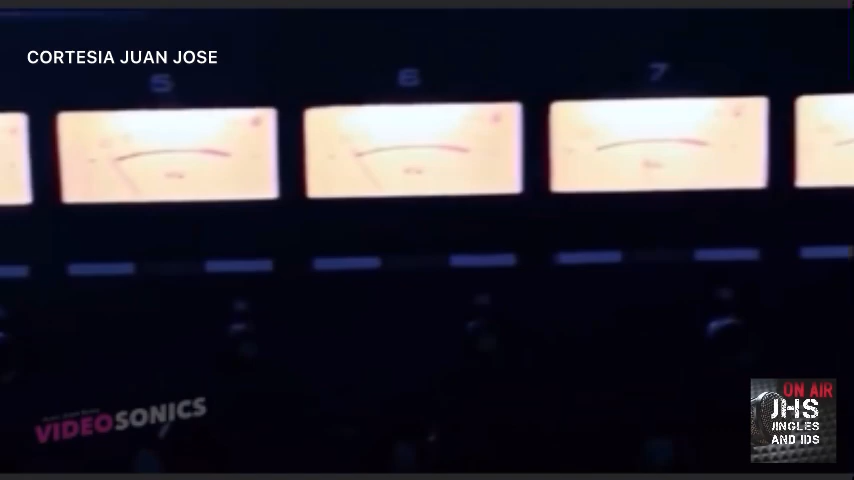 CORTESIA JUAN JOSE
5
6
7
VIDEOSONICS
ON AIR
JHS
JINGLES
AND IDS